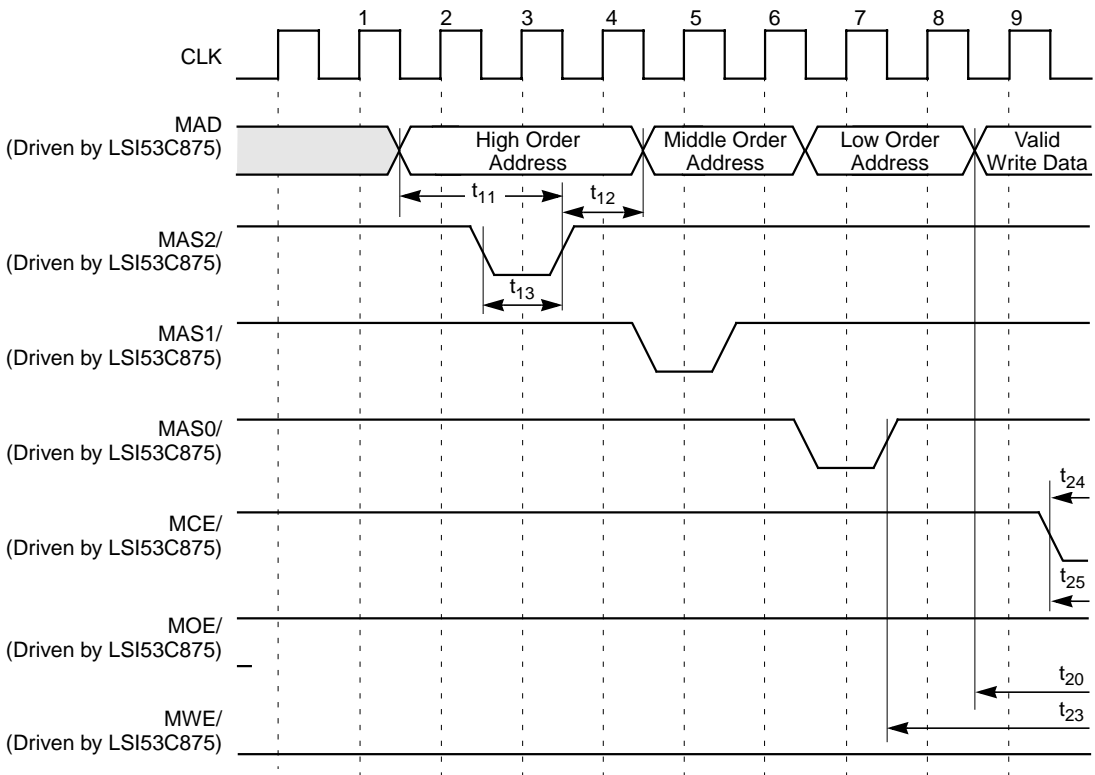 1 2 3 4 5 6 7 8 9
CLK
MAD
(Driven by LSI53C875)
High Order
Address
Middle Order
Address
Low Order
Address
Valid
Write Data
t11
t12
MAS2/
(Driven by LSI53C875)
t13
MAS1/
(Driven by LSI53C875)
MAS0/
(Driven by LSI53C875)
t24
MCE/
(Driven by LSI53C875)
t25
MOE/
(Driven by LSI53C875)
t20
MWE/
(Driven by LSI53C875)
t23